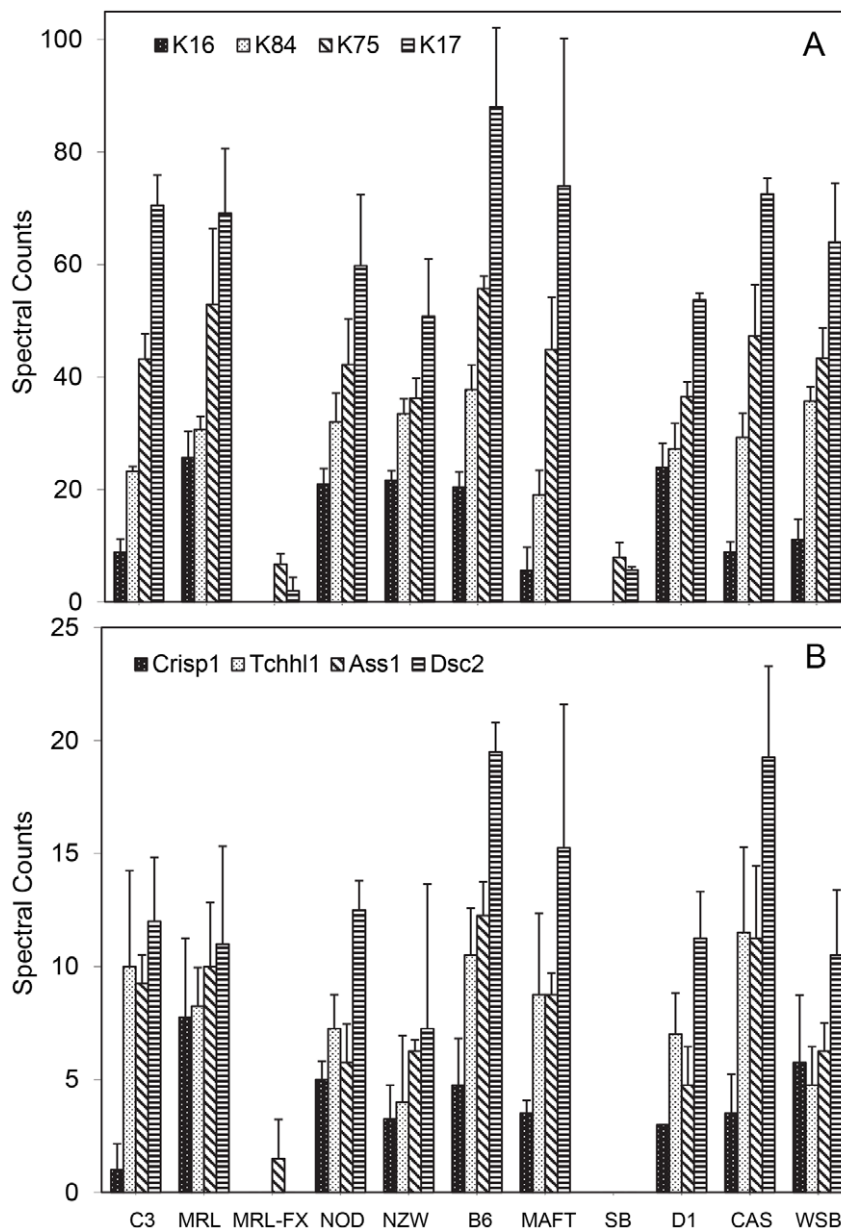 A
K16 K84 K75 K17
100
80
60
40
20
0
Spectral Counts
B
Crisp1 Tchhl1 Ass1 Dsc2
25
20
15
10
5
0
Spectral Counts
C3 MRL MRL-FX NOD NZW B6 MAFT SB D1 CAS WSB